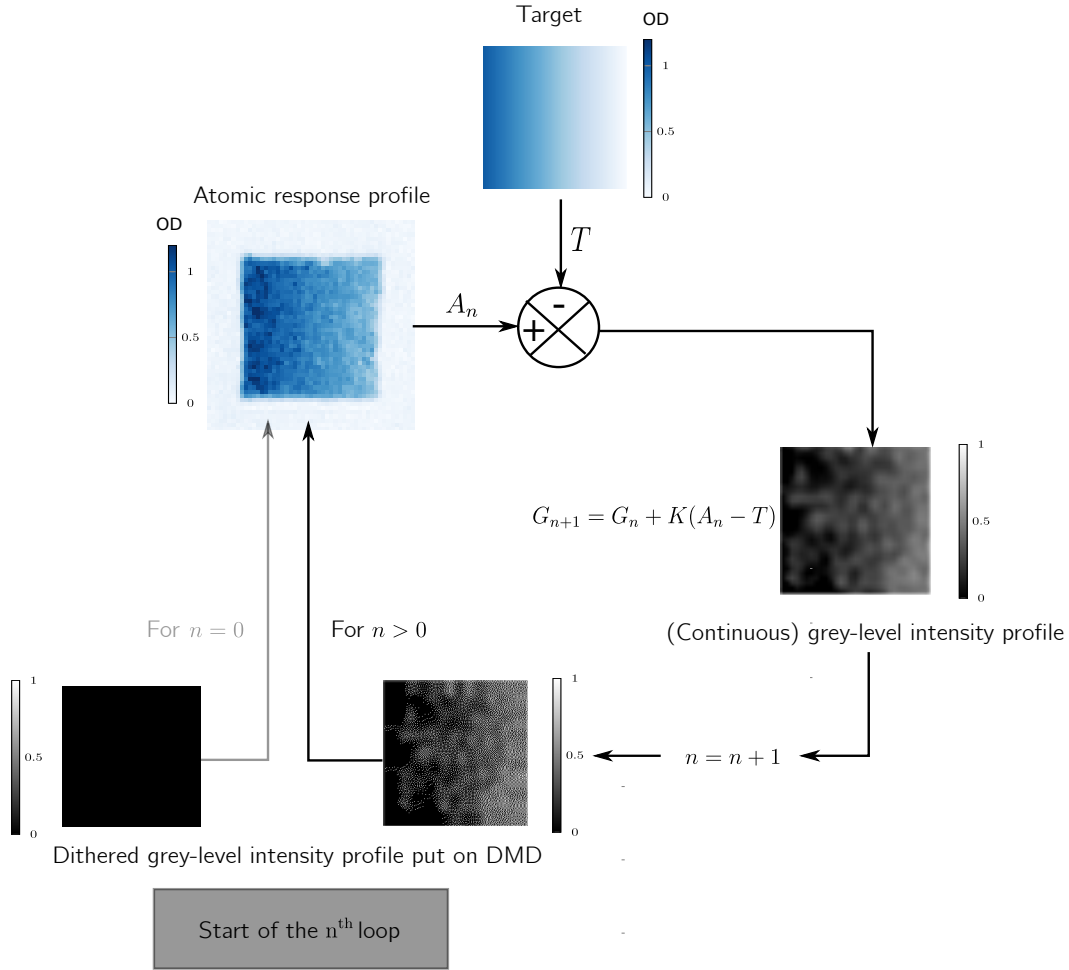 Target
OD
1
0.5
0
T
Atomic response profile
OD
1
0.5
0
A_n
-
+
G_{n+1} = G_n + K(A_n − T)
1
0.5
0
(Continuous) grey-level intensity profile
For n = 0
For n > 0
1
0.5
0
1
0.5
0
n = n + 1
Dithered grey-level intensity profile put on DMD
Start of the n^{th} loop